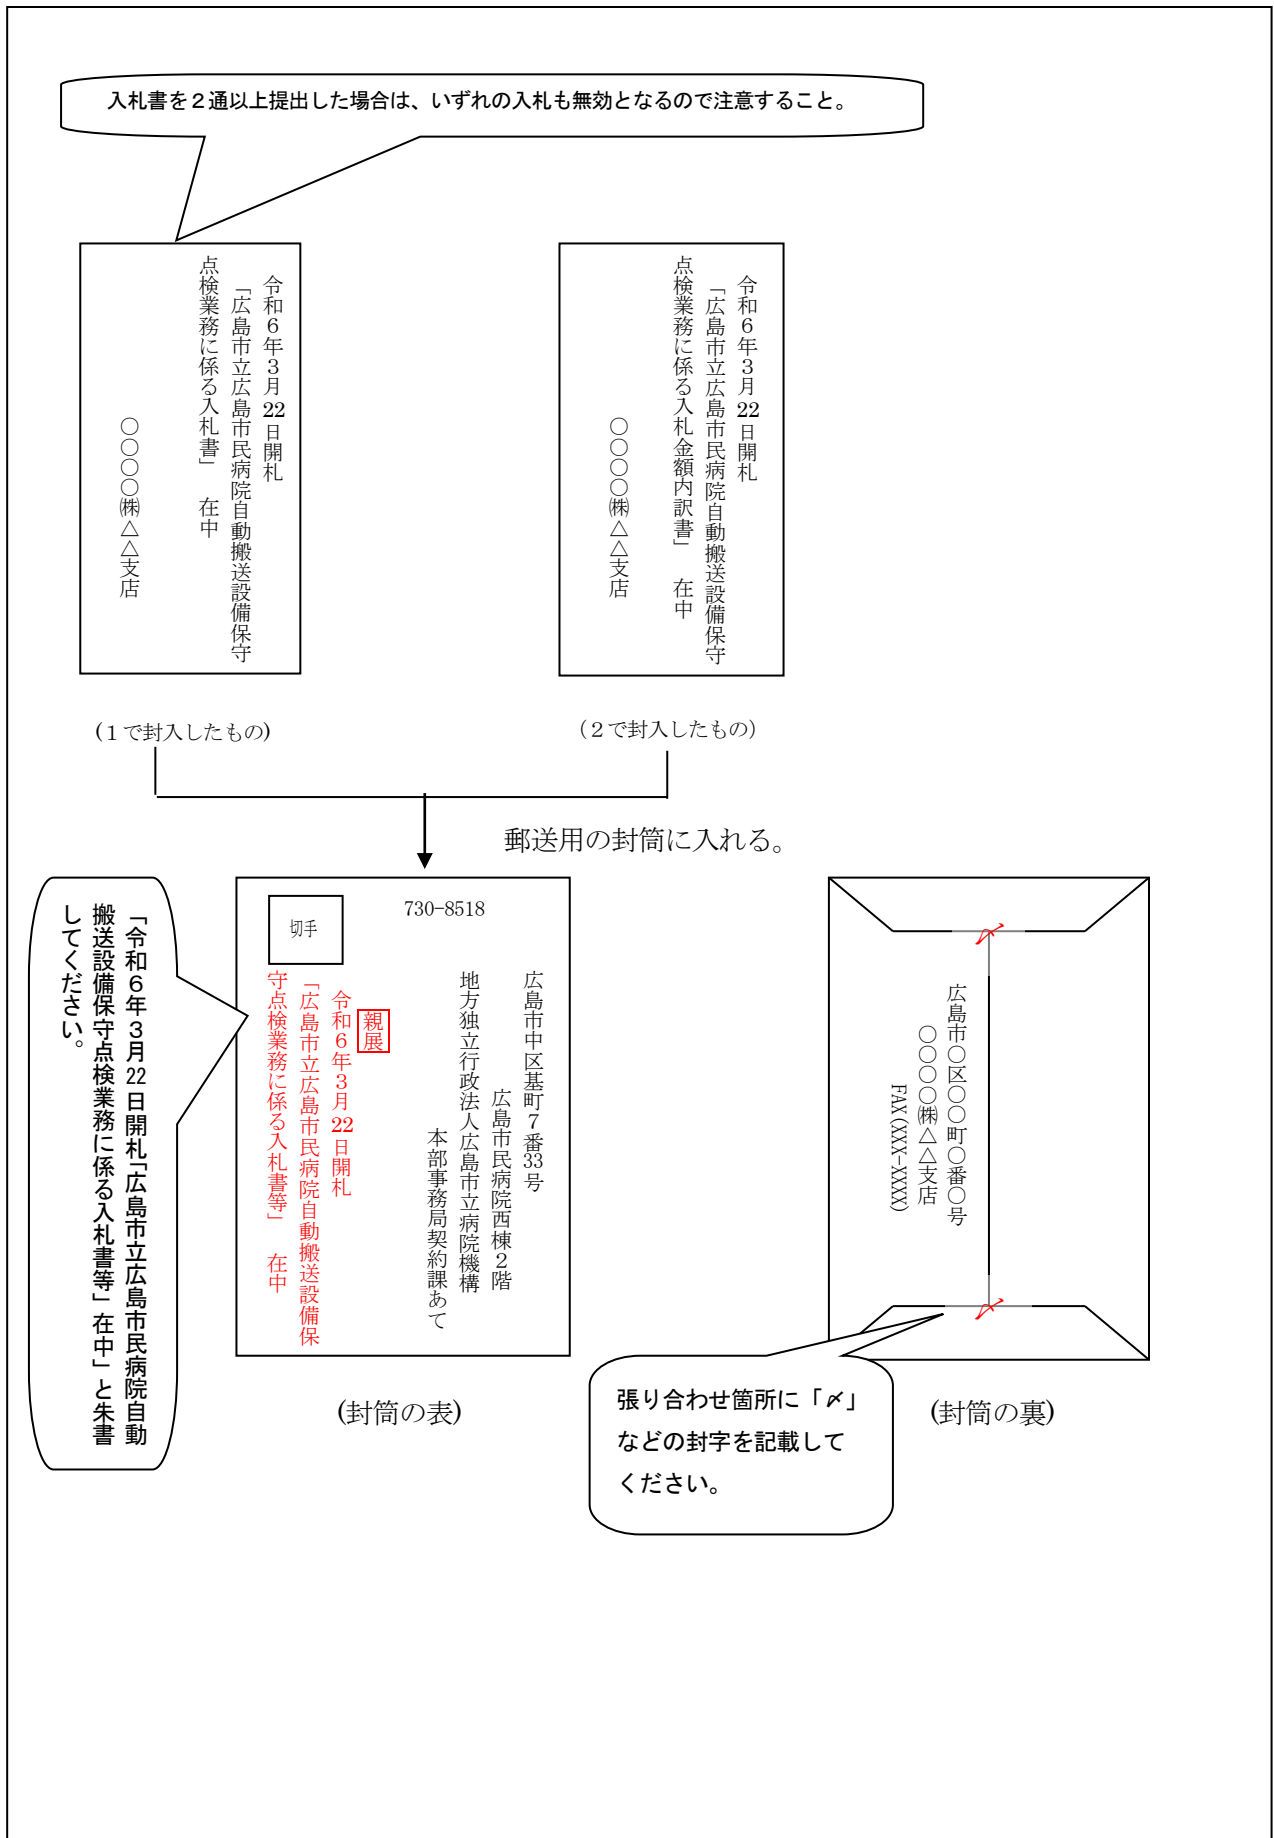 入札書を２通以上提出した場合は、いずれの入札も無効となるので注意すること。
令和６年３月22日開札
「広島市立広島市民病院自動搬送設備保守
点検業務に係る入札書」　在中
〇〇〇〇㈱△△支店
令和６年３月22日開札
「広島市立広島市民病院自動搬送設備保守
点検業務に係る入札金額内訳書」　在中
〇〇〇〇㈱△△支店
(１で封入したもの)
(２で封入したもの)
郵送用の封筒に入れる。
「令和６年３月22日開札「広島市立広島市民病院自動
搬送設備保守点検業務に係る入札書等」在中」と朱書
してください。
切手
730-8518
広島市中区基町７番33号
広島市民病院西棟２階
地方独立行政法人広島市立病院機構
本部事務局契約課あて
親展
令和６年３月22日開札
「広島市立広島市民病院自動搬送設備保
守点検業務に係る入札書等」　在中
(封筒の表)
〆
広島市〇区〇〇町〇番〇号
〇〇〇〇㈱△△支店
FAX(XXX-XXXX)
〆
張り合わせ箇所に「〆」
などの封字を記載して
ください。
(封筒の裏)